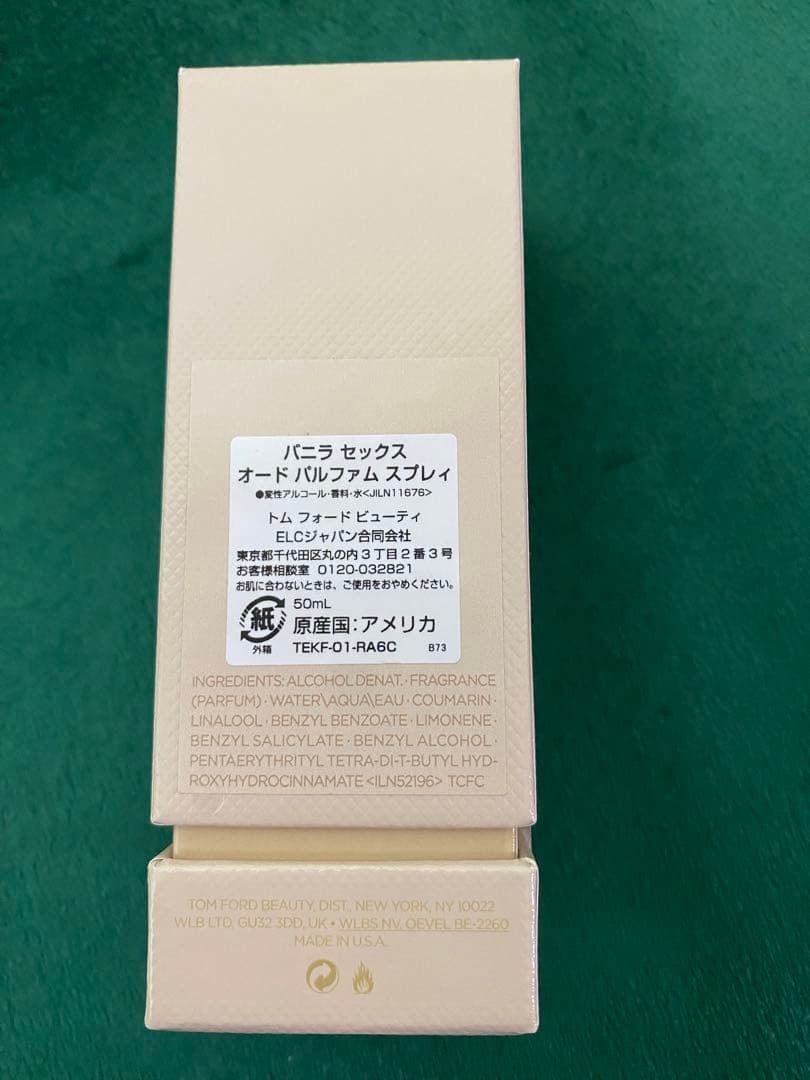 バニラ セックス
オード パルファム スプレィ
●変性アルコール・香料・水<JILN11676>
トム フォード ビューティ
ELCジャパン合同会社
東京都千代田区丸の内3丁目2番3号
お客様相談室 0120-032821
お肌に合わないときは、ご使用をおやめください。
紙
外箱
50mL
原産国:アメリカ
TEKF-01-RA6C B73
INGREDIENTS: ALCOHOL DENAT. · FRAGRANCE
(PARFUM) · WATER\AQUA\EAU · COUMARIN ·
LINALOOL · BENZYL BENZOATE · LIMONENE ·
BENZYL SALICYLATE · BENZYL ALCOHOL ·
PENTAERYTHRITYL TETRA-DI-T-BUTYL HYD-
ROXYHYDROCINNAMATE <ILN52196> TCFC
TOM FORD BEAUTY, DIST., NEW YORK, NY 10022
WLB LTD, GU32 3DD, UK • WLBS NV, OEVEL BE-2260
MADE IN U.S.A.